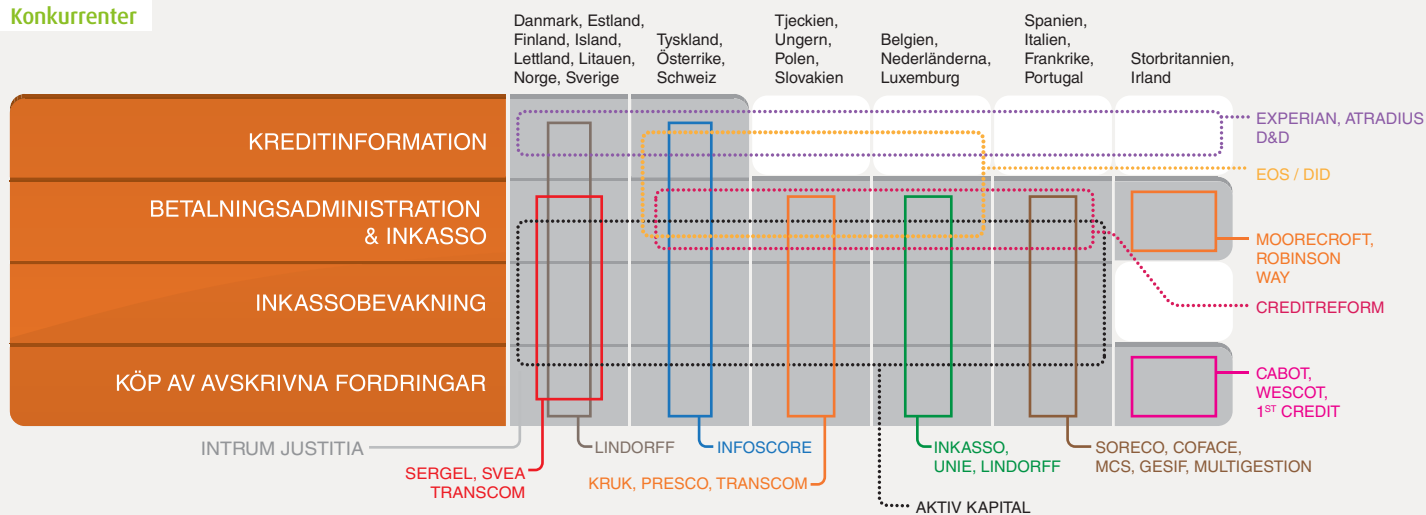 Konkurrenter
Danmark, Estland,
Finland, Island,
Lettland, Litauen,
Norge, Sverige
Tyskland,
Österrike,
Schweiz
Tjeckien,
Ungern,
Polen,
Slovakien
Belgien,
Nederländerna,
Luxemburg
Spanien,
Italien,
Frankrike,
Portugal
Storbritannien,
Irland
KREDITINFORMATION
BETALNINGSADMINISTRATION
& INKASSO
INKASSOBEVAKNING
KÖP AV AVSKRIVNA FORDRINGAR
EXPERIAN, ATRADIUS
D&D
EOS / DID
MOORECROFT,
ROBINSON
WAY
CREDITREFORM
CABOT,
WESCOT,
1ST CREDIT
INTRUM JUSTITIA
SERGEL, SVEA
TRANSCOM
LINDORFF
INFOSCORE
KRUK, PRESCO, TRANSCOM
INKASSO,
UNIE, LINDORFF
SORECO, COFACE,
MCS, GESIF, MULTIGESTION
AKTIV KAPITAL